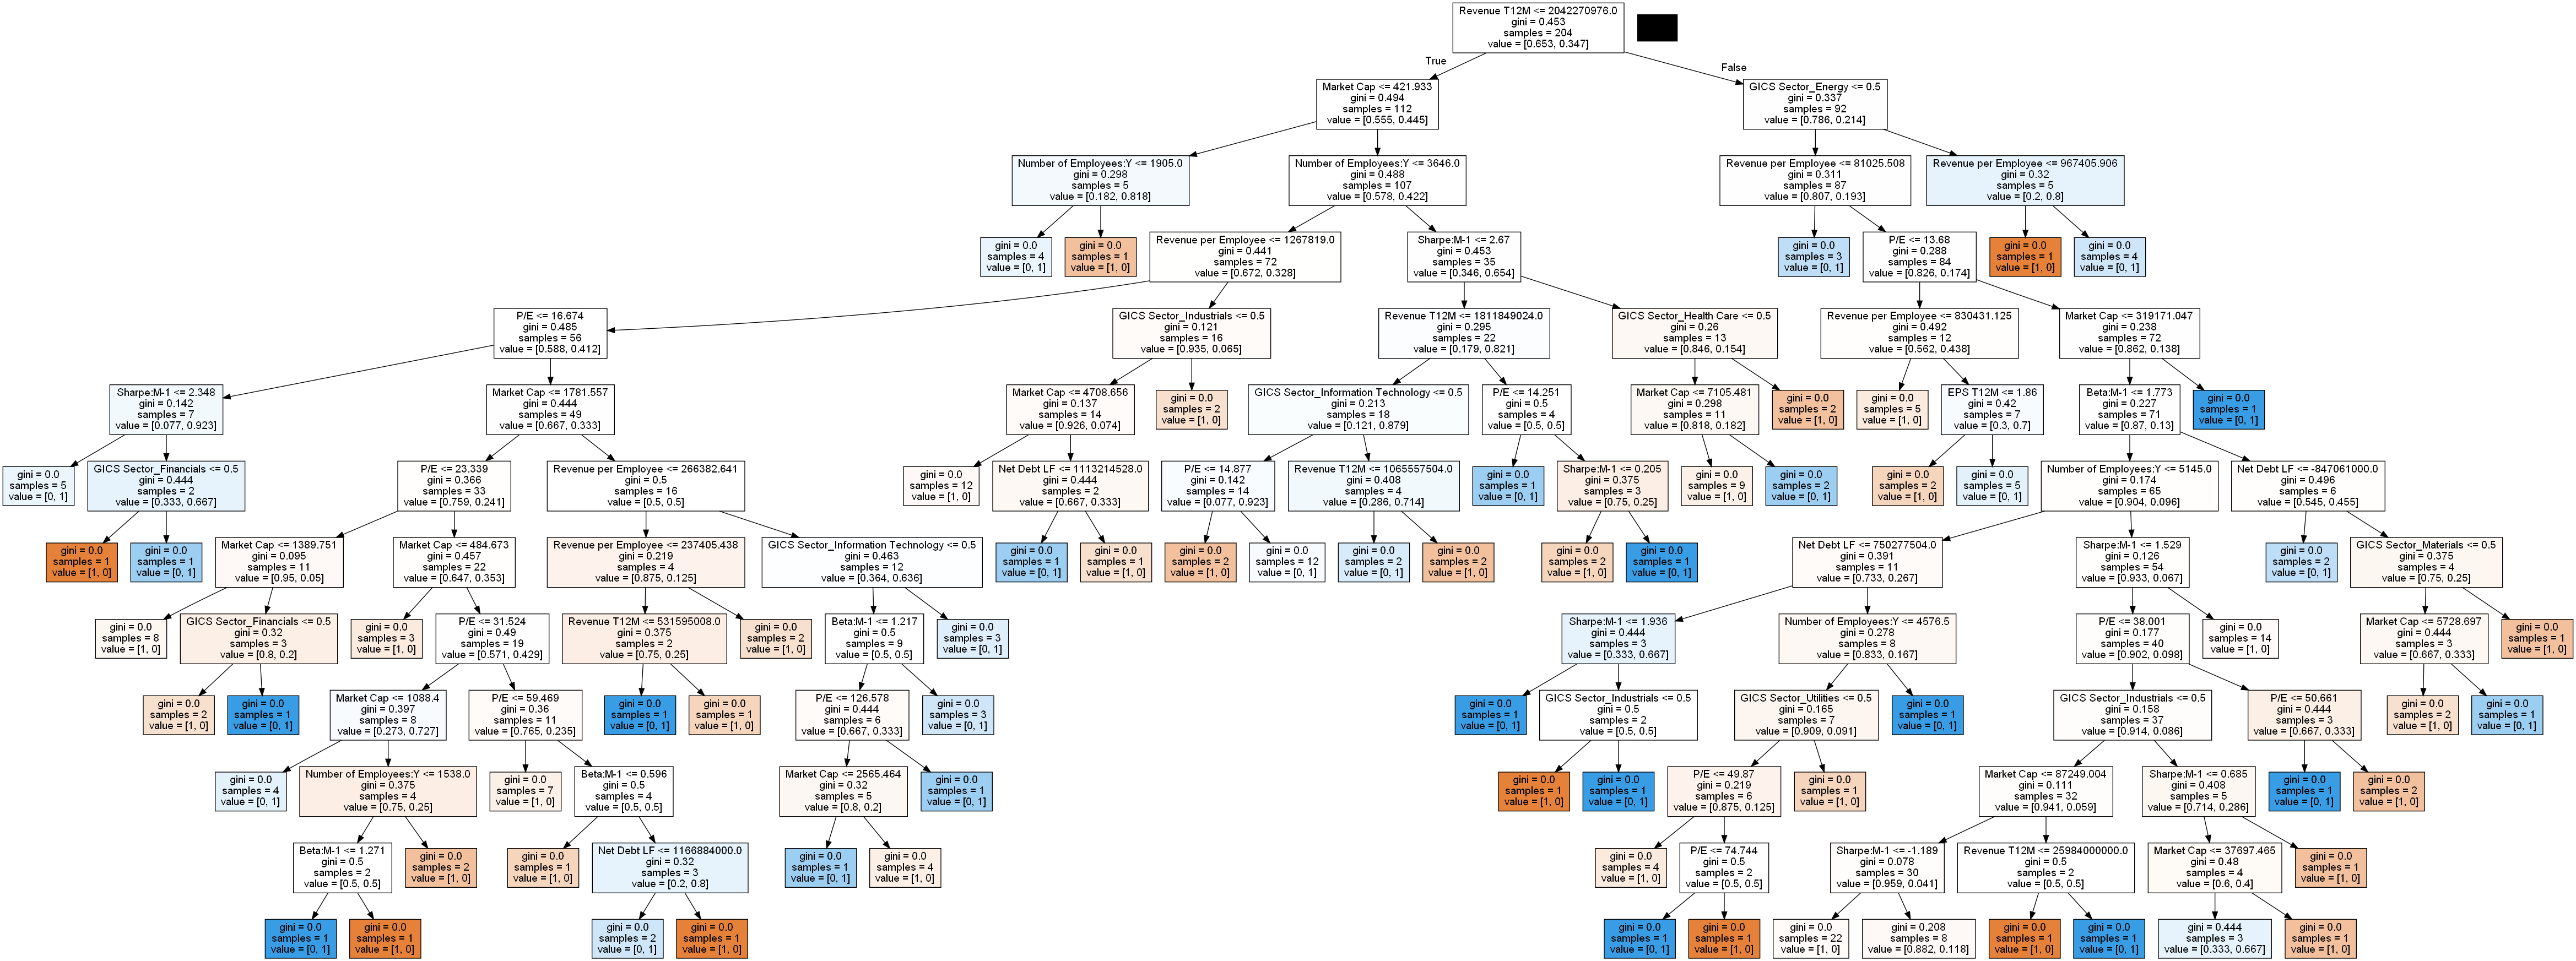 Revenue T12M <= 2042270976.0
gini = 0.453
samples = 204
value = [0.653, 0.347]
True
False
Market Cap <= 421.933
gini = 0.494
samples = 112
value = [0.555, 0.445]
GICS Sector_Energy <= 0.5
gini = 0.337
samples = 92
value = [0.786, 0.214]
Number of Employees:Y <= 1905.0
gini = 0.298
samples = 5
value = [0.182, 0.818]
Number of Employees:Y <= 3646.0
gini = 0.488
samples = 107
value = [0.578, 0.422]
Revenue per Employee <= 81025.508
gini = 0.311
samples = 87
value = [0.807, 0.193]
Revenue per Employee <= 967405.906
gini = 0.32
samples = 5
value = [0.2, 0.8]
gini = 0.0
samples = 4
value = [0, 1]
gini = 0.0
samples = 1
value = [1, 0]
Revenue per Employee <= 1267819.0
gini = 0.441
samples = 72
value = [0.672, 0.328]
Sharpe:M-1 <= 2.67
gini = 0.453
samples = 35
value = [0.346, 0.654]
gini = 0.0
samples = 3
value = [0, 1]
P/E <= 13.68
gini = 0.288
samples = 84
value = [0.826, 0.174]
gini = 0.0
samples = 1
value = [1, 0]
gini = 0.0
samples = 4
value = [0, 1]
P/E <= 16.674
gini = 0.485
samples = 56
value = [0.588, 0.412]
GICS Sector_Industrials <= 0.5
gini = 0.121
samples = 16
value = [0.935, 0.065]
Revenue T12M <= 1811849024.0
gini = 0.295
samples = 22
value = [0.179, 0.821]
GICS Sector_Health Care <= 0.5
gini = 0.26
samples = 13
value = [0.846, 0.154]
Revenue per Employee <= 830431.125
gini = 0.492
samples = 12
value = [0.562, 0.438]
Market Cap <= 319171.047
gini = 0.238
samples = 72
value = [0.862, 0.138]
Sharpe:M-1 <= 2.348
gini = 0.142
samples = 7
value = [0.077, 0.923]
Market Cap <= 1781.557
gini = 0.444
samples = 49
value = [0.667, 0.333]
Market Cap <= 4708.656
gini = 0.137
samples = 14
value = [0.926, 0.074]
gini = 0.0
samples = 2
value = [1, 0]
GICS Sector_Information Technology <= 0.5
gini = 0.213
samples = 18
value = [0.121, 0.879]
P/E <= 14.251
gini = 0.5
samples = 4
value = [0.5, 0.5]
Market Cap <= 7105.481
gini = 0.298
samples = 11
value = [0.818, 0.182]
gini = 0.0
samples = 2
value = [1, 0]
gini = 0.0
samples = 5
value = [1, 0]
EPS T12M <= 1.86
gini = 0.42
samples = 7
value = [0.3, 0.7]
Beta:M-1 <= 1.773
gini = 0.227
samples = 71
value = [0.87, 0.13]
gini = 0.0
samples = 1
value = [0, 1]
gini = 0.0
samples = 5
value = [0, 1]
GICS Sector_Financials <= 0.5
gini = 0.444
samples = 2
value = [0.333, 0.667]
P/E <= 23.339
gini = 0.366
samples = 33
value = [0.759, 0.241]
Revenue per Employee <= 266382.641
gini = 0.5
samples = 16
value = [0.5, 0.5]
gini = 0.0
samples = 12
value = [1, 0]
Net Debt LF <= 1113214528.0
gini = 0.444
samples = 2
value = [0.667, 0.333]
P/E <= 14.877
gini = 0.142
samples = 14
value = [0.077, 0.923]
Revenue T12M <= 1065557504.0
gini = 0.408
samples = 4
value = [0.286, 0.714]
gini = 0.0
samples = 1
value = [0, 1]
Sharpe:M-1 <= 0.205
gini = 0.375
samples = 3
value = [0.75, 0.25]
gini = 0.0
samples = 9
value = [1, 0]
gini = 0.0
samples = 2
value = [0, 1]
gini = 0.0
samples = 2
value = [1, 0]
gini = 0.0
samples = 5
value = [0, 1]
Number of Employees:Y <= 5145.0
gini = 0.174
samples = 65
value = [0.904, 0.096]
Net Debt LF <= -847061000.0
gini = 0.496
samples = 6
value = [0.545, 0.455]
gini = 0.0
samples = 1
value = [1, 0]
gini = 0.0
samples = 1
value = [0, 1]
Market Cap <= 1389.751
gini = 0.095
samples = 11
value = [0.95, 0.05]
Market Cap <= 484.673
gini = 0.457
samples = 22
value = [0.647, 0.353]
Revenue per Employee <= 237405.438
gini = 0.219
samples = 4
value = [0.875, 0.125]
GICS Sector_Information Technology <= 0.5
gini = 0.463
samples = 12
value = [0.364, 0.636]
gini = 0.0
samples = 1
value = [0, 1]
gini = 0.0
samples = 1
value = [1, 0]
gini = 0.0
samples = 2
value = [1, 0]
gini = 0.0
samples = 12
value = [0, 1]
gini = 0.0
samples = 2
value = [0, 1]
gini = 0.0
samples = 2
value = [1, 0]
gini = 0.0
samples = 2
value = [1, 0]
gini = 0.0
samples = 1
value = [0, 1]
Net Debt LF <= 750277504.0
gini = 0.391
samples = 11
value = [0.733, 0.267]
Sharpe:M-1 <= 1.529
gini = 0.126
samples = 54
value = [0.933, 0.067]
gini = 0.0
samples = 2
value = [0, 1]
GICS Sector_Materials <= 0.5
gini = 0.375
samples = 4
value = [0.75, 0.25]
gini = 0.0
samples = 8
value = [1, 0]
GICS Sector_Financials <= 0.5
gini = 0.32
samples = 3
value = [0.8, 0.2]
gini = 0.0
samples = 3
value = [1, 0]
P/E <= 31.524
gini = 0.49
samples = 19
value = [0.571, 0.429]
Revenue T12M <= 531595008.0
gini = 0.375
samples = 2
value = [0.75, 0.25]
gini = 0.0
samples = 2
value = [1, 0]
Beta:M-1 <= 1.217
gini = 0.5
samples = 9
value = [0.5, 0.5]
gini = 0.0
samples = 3
value = [0, 1]
Sharpe:M-1 <= 1.936
gini = 0.444
samples = 3
value = [0.333, 0.667]
Number of Employees:Y <= 4576.5
gini = 0.278
samples = 8
value = [0.833, 0.167]
P/E <= 38.001
gini = 0.177
samples = 40
value = [0.902, 0.098]
gini = 0.0
samples = 14
value = [1, 0]
Market Cap <= 5728.697
gini = 0.444
samples = 3
value = [0.667, 0.333]
gini = 0.0
samples = 1
value = [1, 0]
gini = 0.0
samples = 2
value = [1, 0]
gini = 0.0
samples = 1
value = [0, 1]
Market Cap <= 1088.4
gini = 0.397
samples = 8
value = [0.273, 0.727]
P/E <= 59.469
gini = 0.36
samples = 11
value = [0.765, 0.235]
gini = 0.0
samples = 1
value = [0, 1]
gini = 0.0
samples = 1
value = [1, 0]
P/E <= 126.578
gini = 0.444
samples = 6
value = [0.667, 0.333]
gini = 0.0
samples = 3
value = [0, 1]
gini = 0.0
samples = 1
value = [0, 1]
GICS Sector_Industrials <= 0.5
gini = 0.5
samples = 2
value = [0.5, 0.5]
GICS Sector_Utilities <= 0.5
gini = 0.165
samples = 7
value = [0.909, 0.091]
gini = 0.0
samples = 1
value = [0, 1]
GICS Sector_Industrials <= 0.5
gini = 0.158
samples = 37
value = [0.914, 0.086]
P/E <= 50.661
gini = 0.444
samples = 3
value = [0.667, 0.333]
gini = 0.0
samples = 2
value = [1, 0]
gini = 0.0
samples = 1
value = [0, 1]
gini = 0.0
samples = 4
value = [0, 1]
Number of Employees:Y <= 1538.0
gini = 0.375
samples = 4
value = [0.75, 0.25]
gini = 0.0
samples = 7
value = [1, 0]
Beta:M-1 <= 0.596
gini = 0.5
samples = 4
value = [0.5, 0.5]
Market Cap <= 2565.464
gini = 0.32
samples = 5
value = [0.8, 0.2]
gini = 0.0
samples = 1
value = [0, 1]
gini = 0.0
samples = 1
value = [1, 0]
gini = 0.0
samples = 1
value = [0, 1]
P/E <= 49.87
gini = 0.219
samples = 6
value = [0.875, 0.125]
gini = 0.0
samples = 1
value = [1, 0]
Market Cap <= 87249.004
gini = 0.111
samples = 32
value = [0.941, 0.059]
Sharpe:M-1 <= 0.685
gini = 0.408
samples = 5
value = [0.714, 0.286]
gini = 0.0
samples = 1
value = [0, 1]
gini = 0.0
samples = 2
value = [1, 0]
Beta:M-1 <= 1.271
gini = 0.5
samples = 2
value = [0.5, 0.5]
gini = 0.0
samples = 2
value = [1, 0]
gini = 0.0
samples = 1
value = [1, 0]
Net Debt LF <= 1166884000.0
gini = 0.32
samples = 3
value = [0.2, 0.8]
gini = 0.0
samples = 1
value = [0, 1]
gini = 0.0
samples = 4
value = [1, 0]
gini = 0.0
samples = 4
value = [1, 0]
P/E <= 74.744
gini = 0.5
samples = 2
value = [0.5, 0.5]
Sharpe:M-1 <= -1.189
gini = 0.078
samples = 30
value = [0.959, 0.041]
Revenue T12M <= 25984000000.0
gini = 0.5
samples = 2
value = [0.5, 0.5]
Market Cap <= 37697.465
gini = 0.48
samples = 4
value = [0.6, 0.4]
gini = 0.0
samples = 1
value = [1, 0]
gini = 0.0
samples = 1
value = [0, 1]
gini = 0.0
samples = 1
value = [1, 0]
gini = 0.0
samples = 2
value = [0, 1]
gini = 0.0
samples = 1
value = [1, 0]
gini = 0.0
samples = 1
value = [0, 1]
gini = 0.0
samples = 1
value = [1, 0]
gini = 0.0
samples = 22
value = [1, 0]
gini = 0.208
samples = 8
value = [0.882, 0.118]
gini = 0.0
samples = 1
value = [1, 0]
gini = 0.0
samples = 1
value = [0, 1]
gini = 0.444
samples = 3
value = [0.333, 0.667]
gini = 0.0
samples = 1
value = [1, 0]